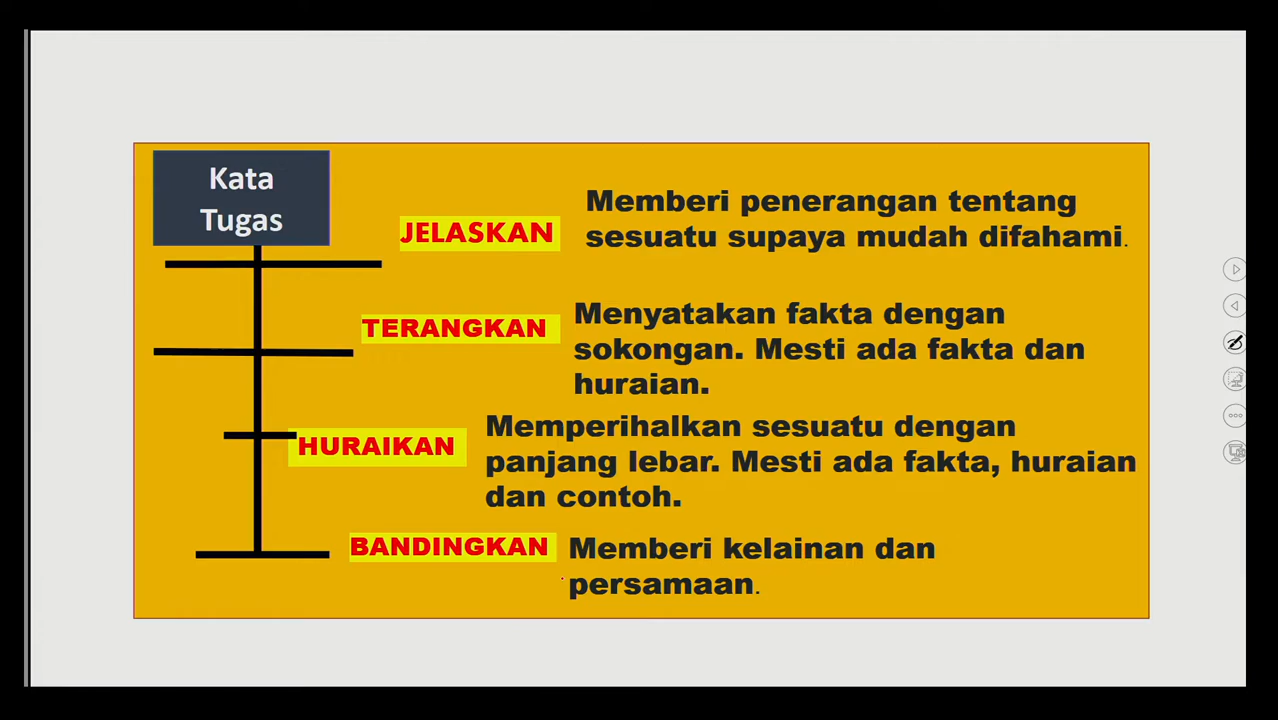 Kata
Tugas
JELASKAN
Memberi penerangan tentang
sesuatu supaya mudah difahami.
TERANGKAN
Menyatakan fakta dengan
sokongan. Mesti ada fakta dan
huraian.
HURAIKAN
Memperihalkan sesuatu dengan
panjang lebar. Mesti ada fakta, huraian
dan contoh.
BANDINGKAN
Memberi kelainan dan
persamaan.